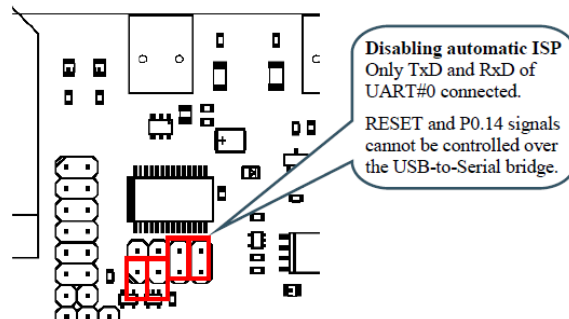 Disabling automatic ISP
Only TxD and RxD of
UART#0 connected.
RESET and P0.14 signals
cannot be controlled over
the USB-to-Serial bridge.